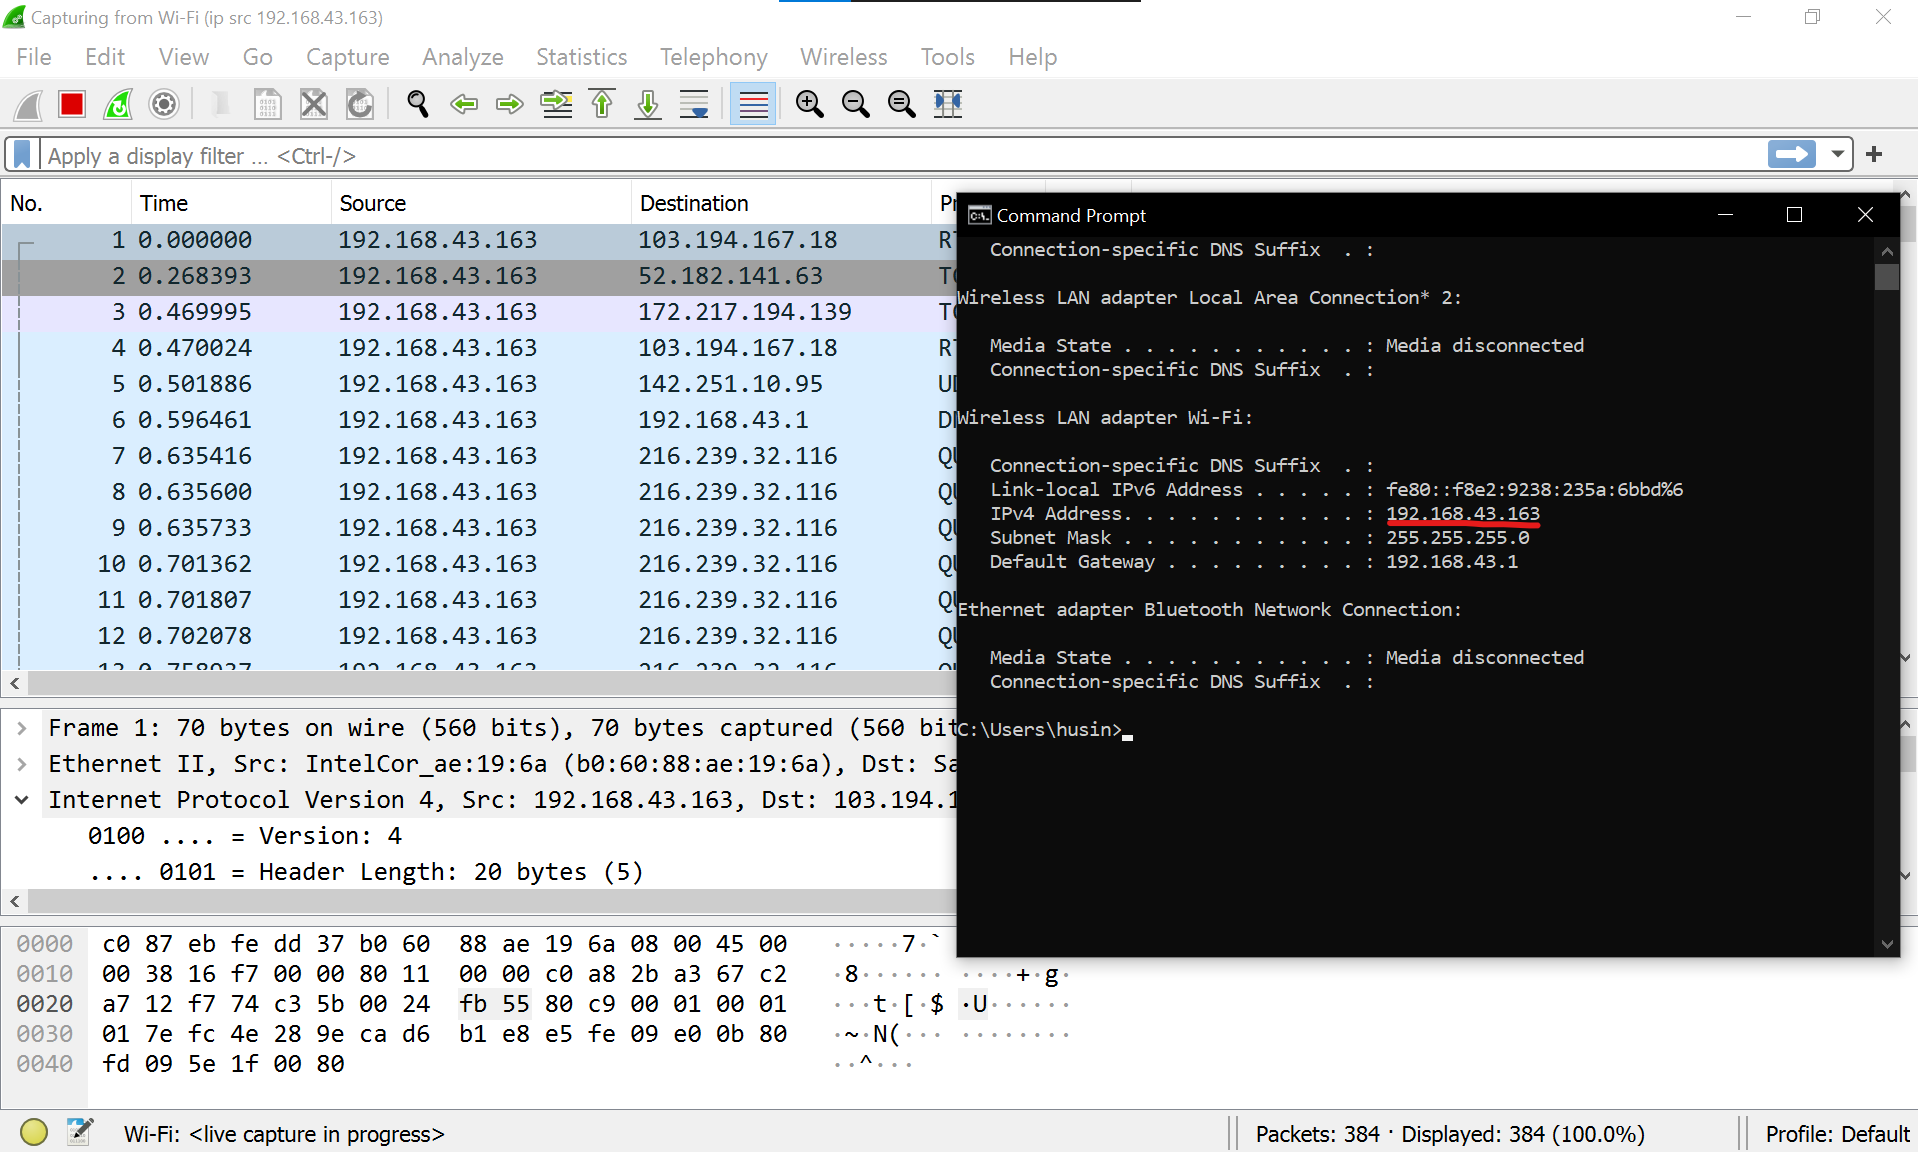 Capturing from Wi-Fi (ip src 192.168.43.163)
File Edit View Go Capture Analyze Statistics Telephony Wireless Tools Help
Apply a display filter ... <Ctrl-/>
No. Time Source Destination
1 0.000000 192.168.43.163 103.194.167.18
2 0.268393 192.168.43.163 52.182.141.63
3 0.469995 192.168.43.163 172.217.194.139
4 0.470024 192.168.43.163 103.194.167.18
5 0.501886 192.168.43.163 142.251.10.95
6 0.596461 192.168.43.163 192.168.43.1
7 0.635416 192.168.43.163 216.239.32.116
8 0.635600 192.168.43.163 216.239.32.116
9 0.635733 192.168.43.163 216.239.32.116
10 0.701362 192.168.43.163 216.239.32.116
11 0.701807 192.168.43.163 216.239.32.116
12 0.702078 192.168.43.163 216.239.32.116
Frame 1: 70 bytes on wire (560 bits), 70 bytes captured (560 bit
Ethernet II, Src: IntelCor_ae:19:6a (b0:60:88:ae:19:6a), Dst: Sa
Internet Protocol Version 4, Src: 192.168.43.163, Dst: 103.194.1
0100 .... = Version: 4
.... 0101 = Header Length: 20 bytes (5)
0000 c0 87 eb fe dd 37 b0 60 88 ae 19 6a 08 00 45 00 ·····7·`
0010 00 38 16 f7 00 00 80 11 00 00 c0 a8 2b a3 67 c2 ·8······ ····+·g·
0020 a7 12 f7 74 c3 5b 00 24 fb 55 80 c9 00 01 00 01 ···t·[·$ ·U······
0030 01 7e fc 4e 28 9e ca d6 b1 e8 e5 fe 09 e0 0b 80 ·~·N(··· ········
0040 fd 09 5e 1f 00 80 ··^···
Wi-Fi: <live capture in progress>
Packets: 384 · Displayed: 384 (100.0%)
Profile: Default
Command Prompt
Connection-specific DNS Suffix . :
Wireless LAN adapter Local Area Connection* 2:
Media State . . . . . . . . . . . : Media disconnected
Connection-specific DNS Suffix . :
Wireless LAN adapter Wi-Fi:
Connection-specific DNS Suffix . :
Link-local IPv6 Address . . . . . : fe80::f8e2:9238:235a:6bbd%6
IPv4 Address. . . . . . . . . . . : 192.168.43.163
Subnet Mask . . . . . . . . . . . : 255.255.255.0
Default Gateway . . . . . . . . . : 192.168.43.1
Ethernet adapter Bluetooth Network Connection:
Media State . . . . . . . . . . . : Media disconnected
Connection-specific DNS Suffix . :
C:\Users\husin>